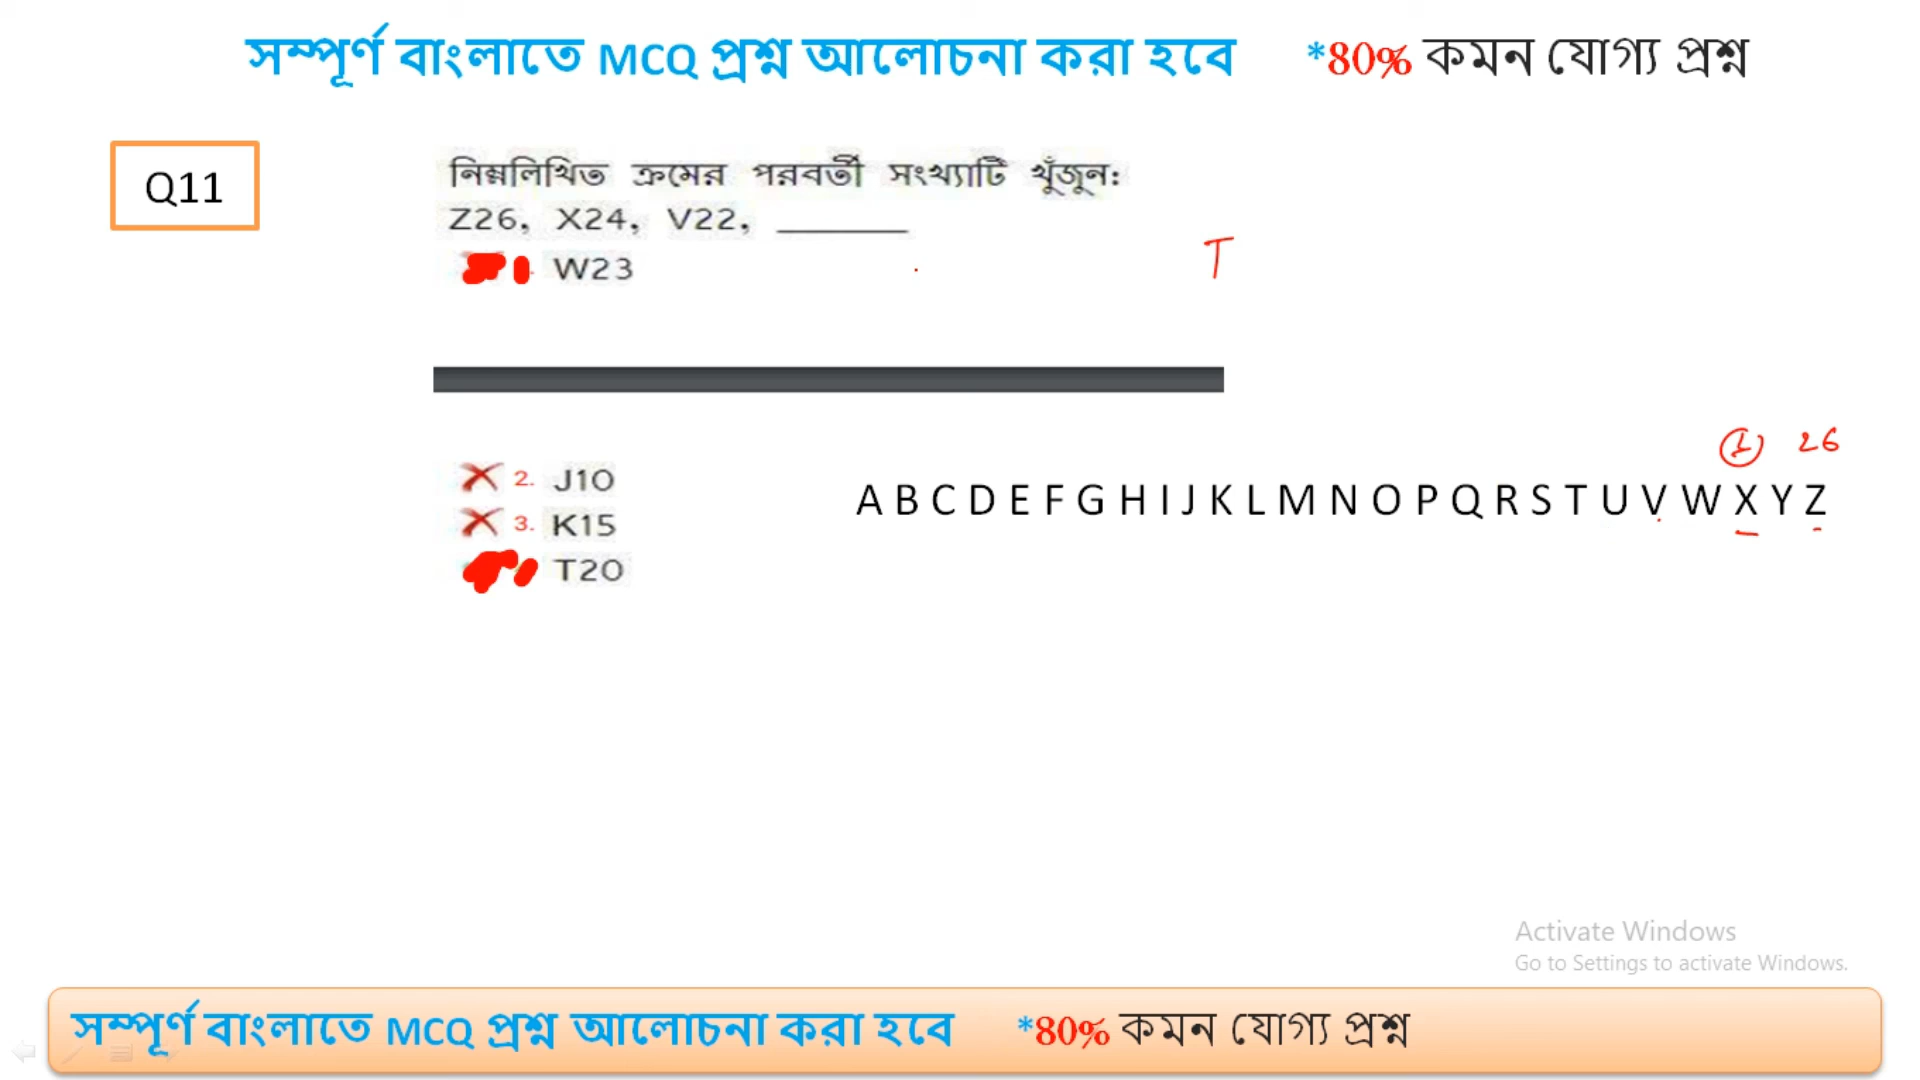 সম্পূর্ণ বাংলাতে MCQ প্রশ্ন আলোচনা করা হবে *80% কমন যোগ্য প্রশ্ন
Q11
নিম্নলিখিত ক্রমের পরবর্তী সংখ্যাটি খুঁজুন:
Z26, X24, V22, ______
W23
T
2. J10
3. K15
T20
26
A B C D E F G H I J K L M N O P Q R S T U V W X Y Z
Activate Windows
Go to Settings to activate Windows.
সম্পূর্ণ বাংলাতে MCQ প্রশ্ন আলোচনা করা হবে *80% কমন যোগ্য প্রশ্ন